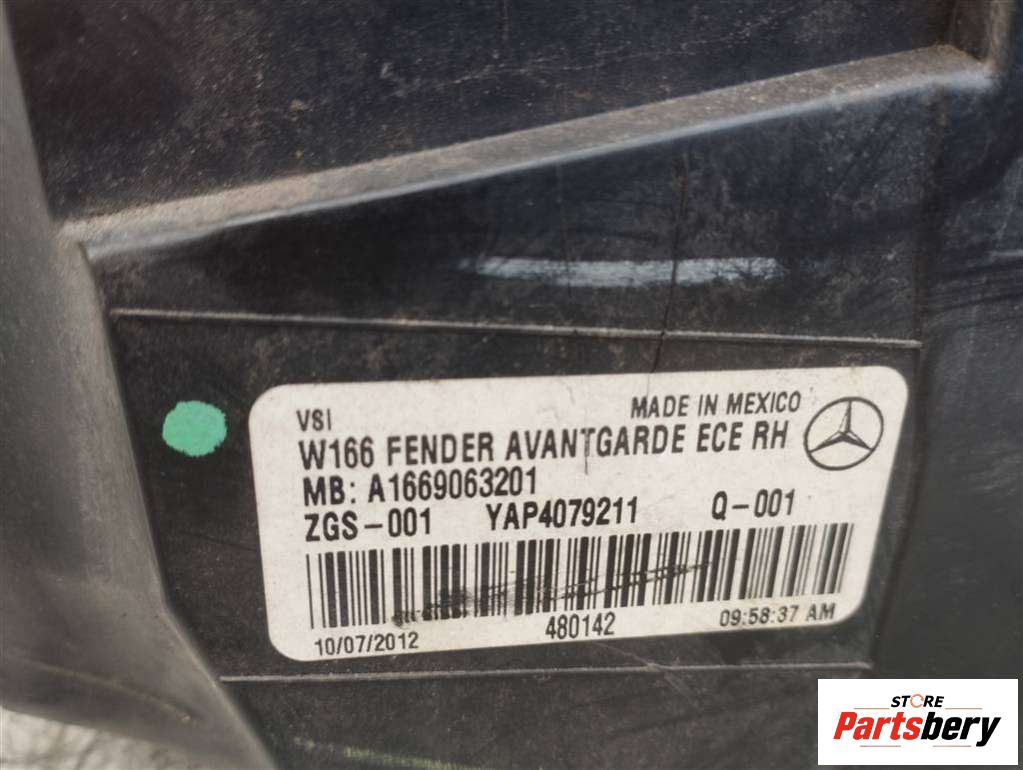 VSI MADE IN MEXICO
W166 FENDER AVANTGARDE ECE RH
MB: A1669063201
ZGS-001 YAP4079211 Q-001
10/07/2012 480142 09:58:37 AM
STORE
Partsbery